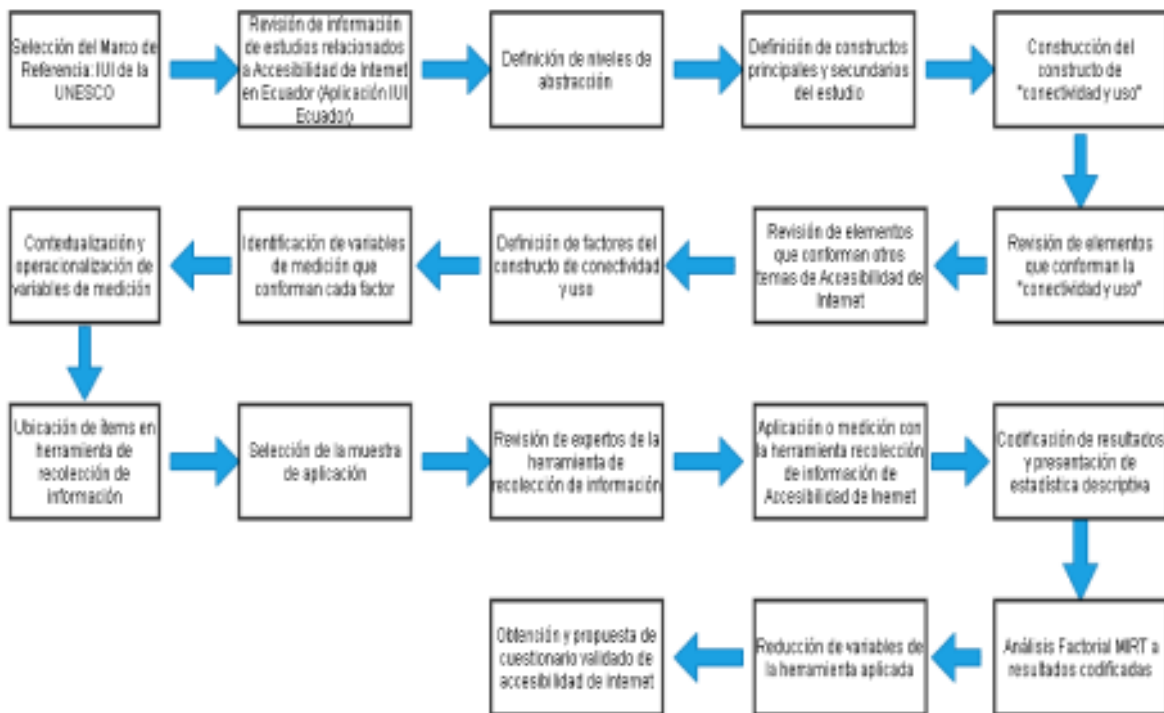 Selección del Marco de
Referencia: IUI de la
UNESCO
Revisión de información
de estudios relacionados
a Accesibilidad de Internet
en Ecuador (Aplicación IUI
Ecuador)
Definición de niveles de
abstracción
Definición de constructos
principales y secundarios
del estudio
Construcción del
constructo de
"conectividad y uso"
Revisión de elementos
que conforman la
"conectividad y uso"
Revisión de elementos
que conforman otros
temas de Accesibilidad de
Internet
Definición de factores del
constructo de conectividad
y uso
Identificación de variables
de medición que
conforman cada factor
Contextualización y
operacionalización de
variables de medición
Ubicación de ítems en
herramienta de
recolección de
información
Selección de la muestra
de aplicación
Revisión de expertos de la
herramienta de
recolección de información
Aplicación o medición con
la herramienta recolección
de información de
Accesibilidad de Inernet
Codificación de resultados
y presentación de
estadística descriptiva
Análisis Factorial MIRT a
resultados codificadas
Reducción de variables de
la herramienta aplicada
Obtención y propuesta de
cuestionario validado de
accesibilidad de internet